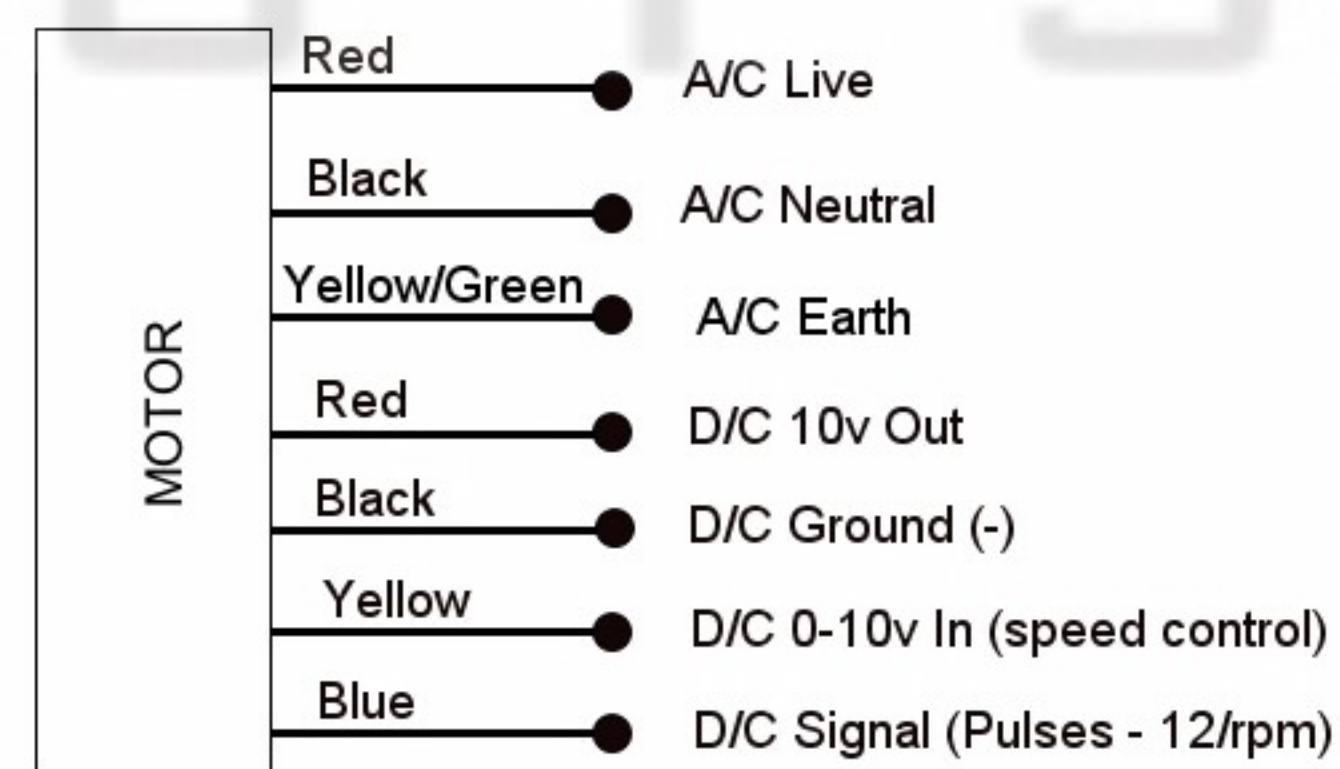 Red A/C Live
Black A/C Neutral
Yellow/Green A/C Earth
MOTOR
Red D/C 10v Out
Black D/C Ground (-)
Yellow D/C 0-10v In (speed control)
Blue D/C Signal (Pulses - 12/rpm)